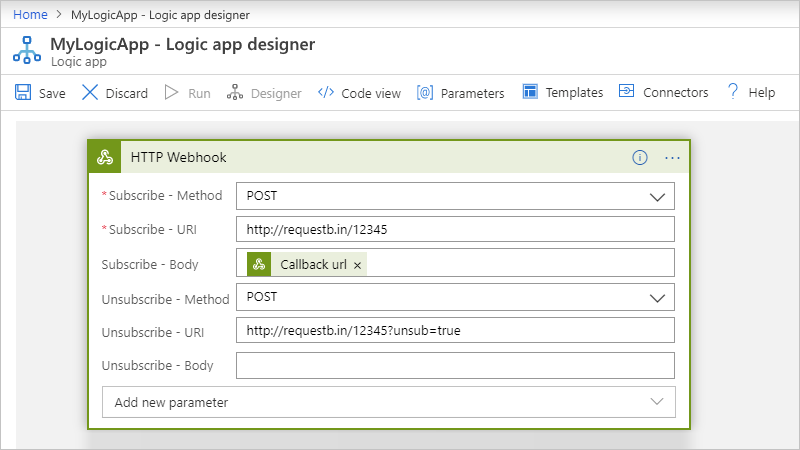 Home > MyLogicApp - Logic app designer
MyLogicApp - Logic app designer
Logic app
Save Discard Run Designer </> Code view [@] Parameters Templates Connectors ? Help
HTTP Webhook
* Subscribe - Method POST
* Subscribe - URI http://requestb.in/12345
Subscribe - Body Callback url ×
Unsubscribe - Method POST
Unsubscribe - URI http://requestb.in/12345?unsub=true
Unsubscribe - Body
Add new parameter